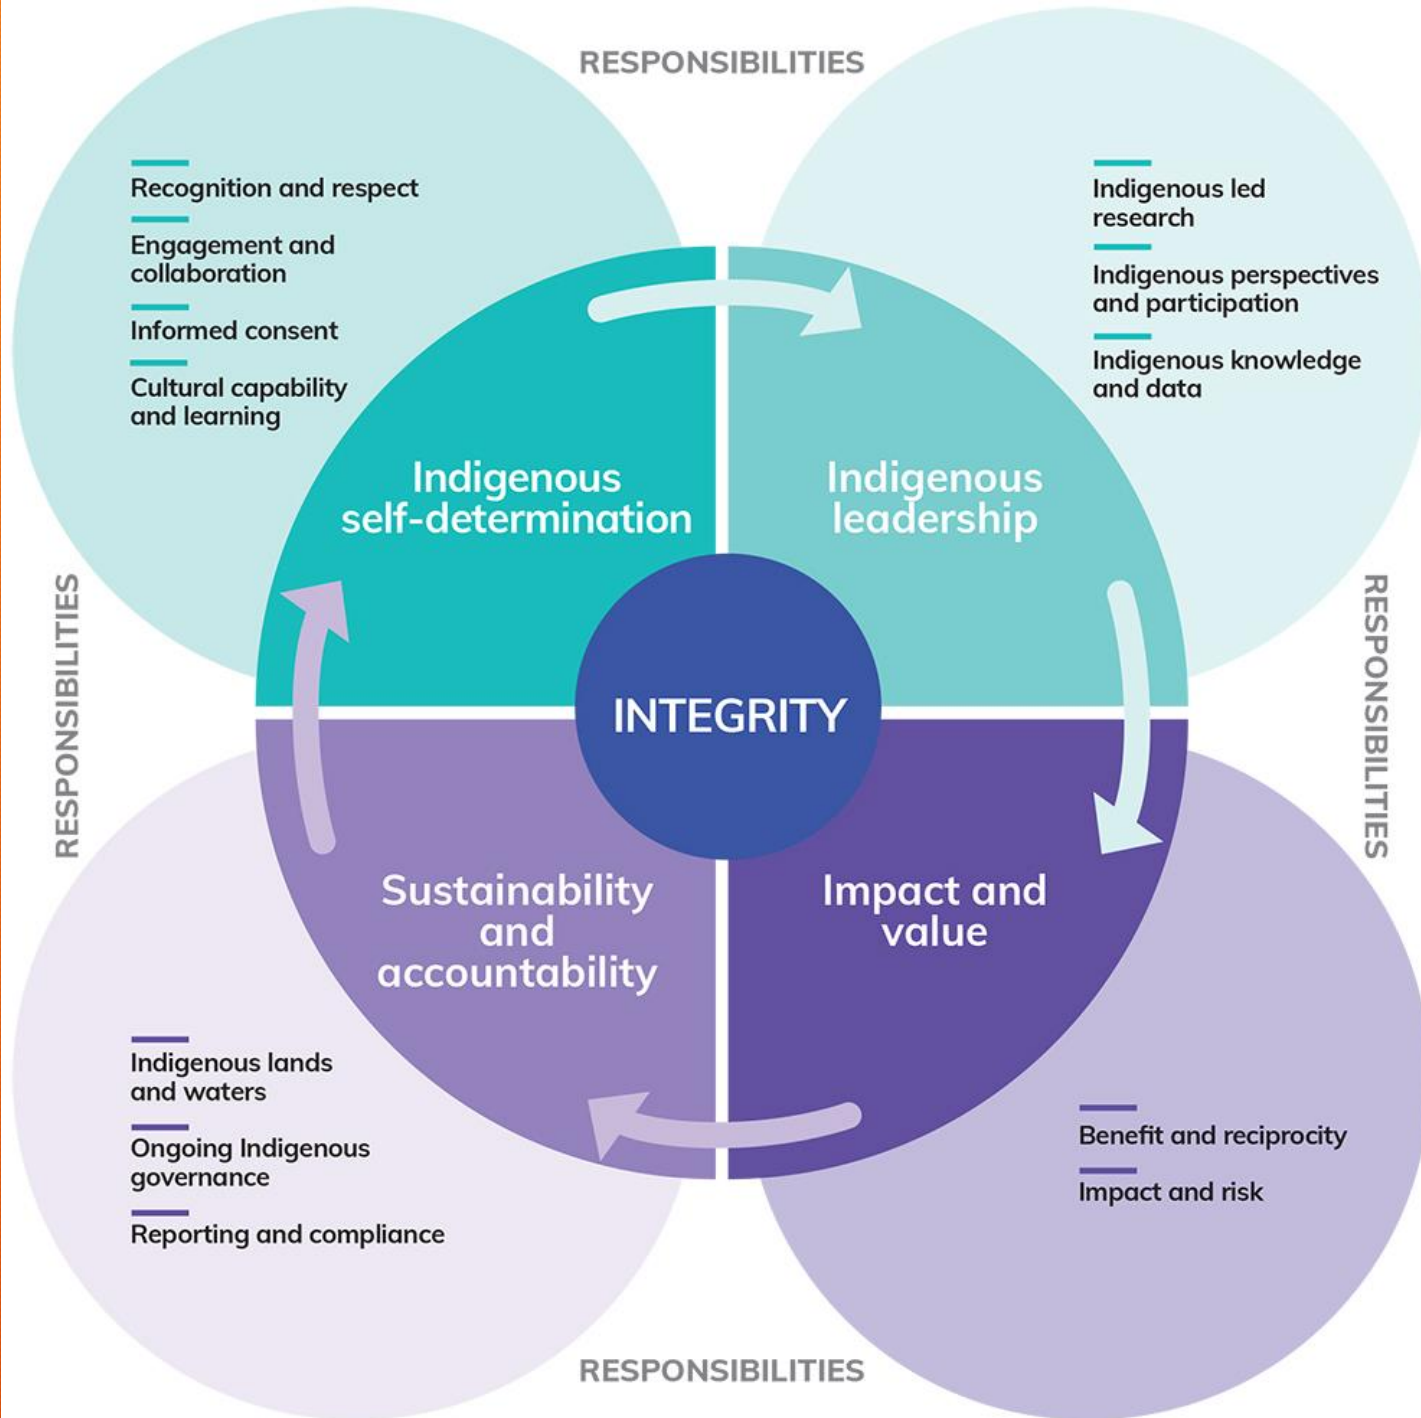 RESPONSIBILITIES
Recognition and respect
Engagement and
collaboration
Informed consent
Cultural capability
and learning
Indigenous led
research
Indigenous perspectives
and participation
Indigenous knowledge
and data
Indigenous
self-determination
Indigenous
leadership
RESPONSIBILITIES
INTEGRITY
RESPONSIBILITIES
Sustainability
and
accountability
Impact and
value
Indigenous lands
and waters
Ongoing Indigenous
governance
Reporting and compliance
Benefit and reciprocity
Impact and risk
RESPONSIBILITIES